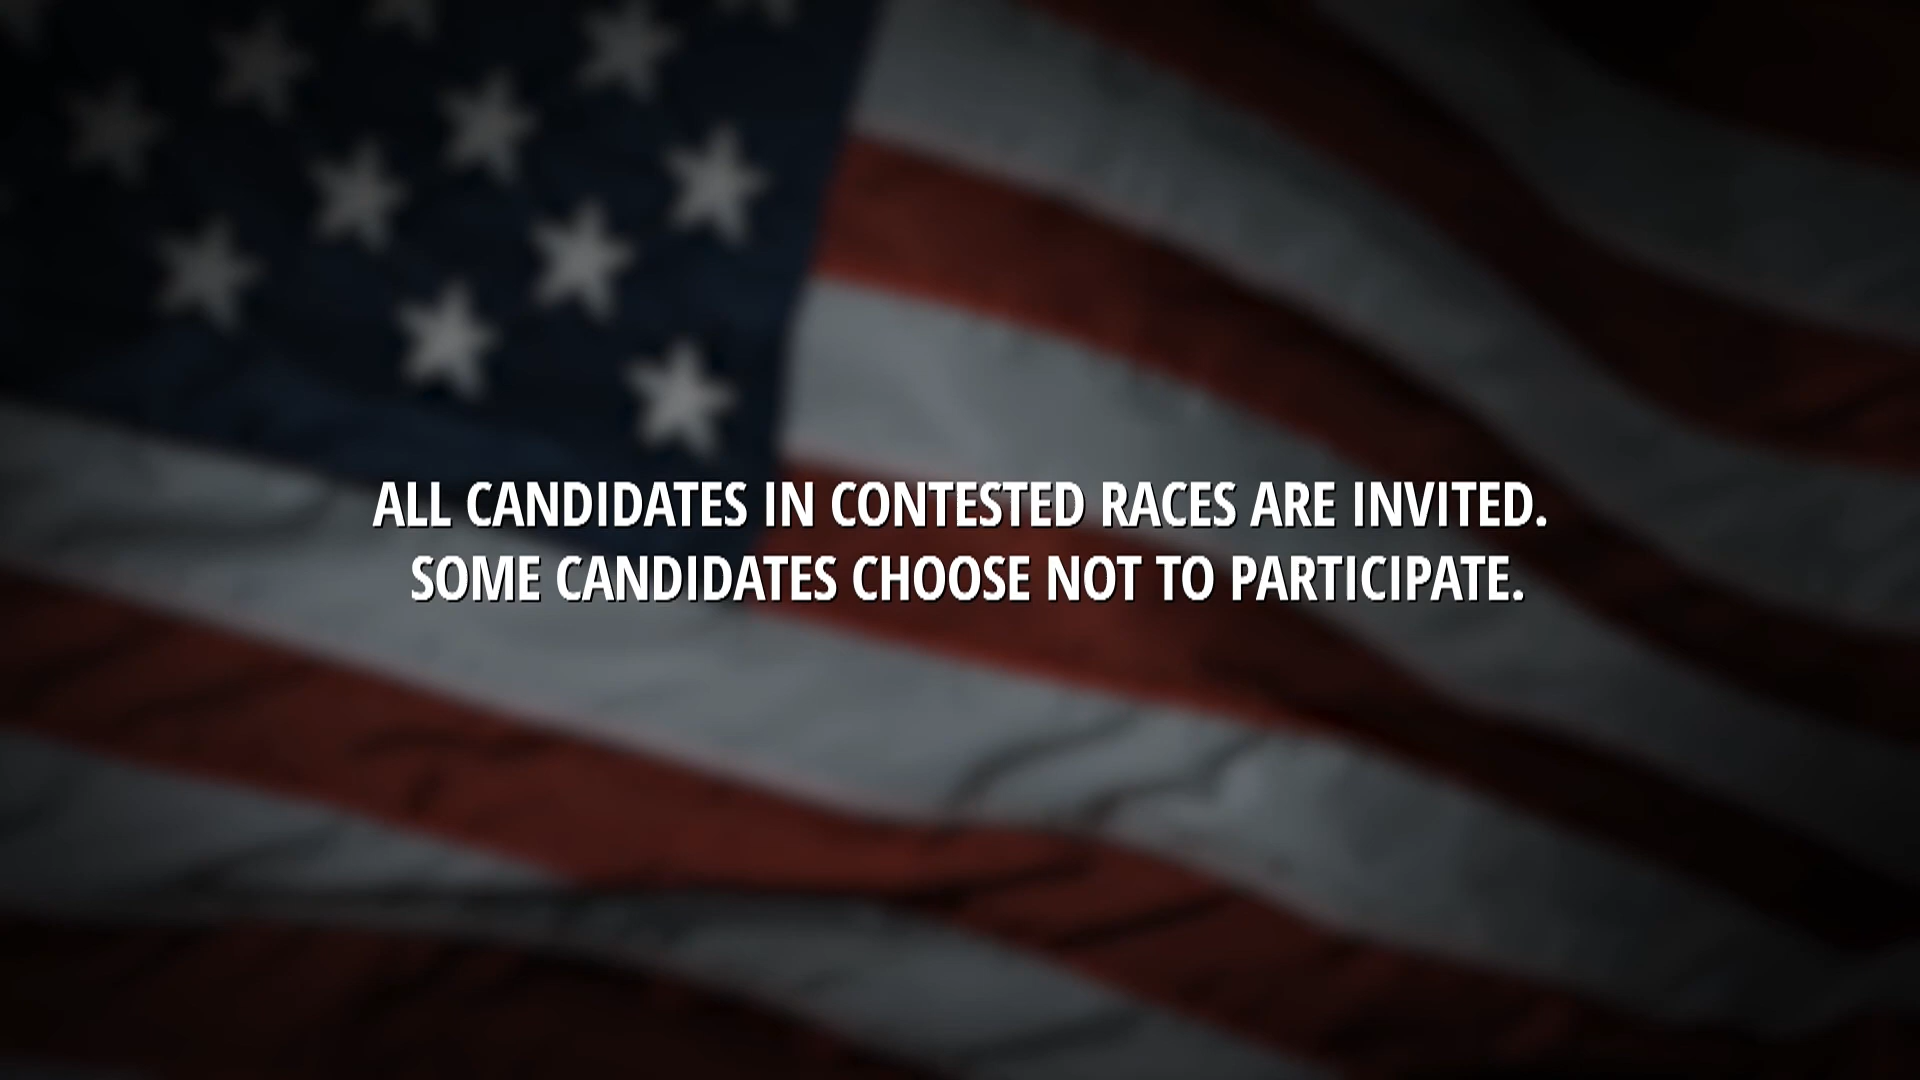 ALL CANDIDATES IN CONTESTED RACES ARE INVITED.
SOME CANDIDATES CHOOSE NOT TO PARTICIPATE.